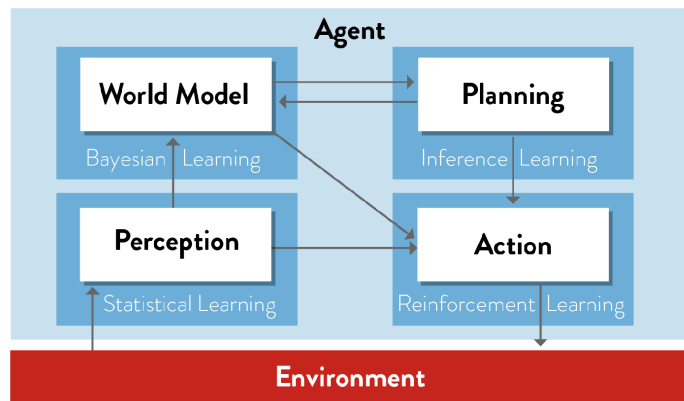 Agent
World Model
Bayesian Learning
Planning
Inference Learning
Perception
Statistical Learning
Action
Reinforcement Learning
Environment